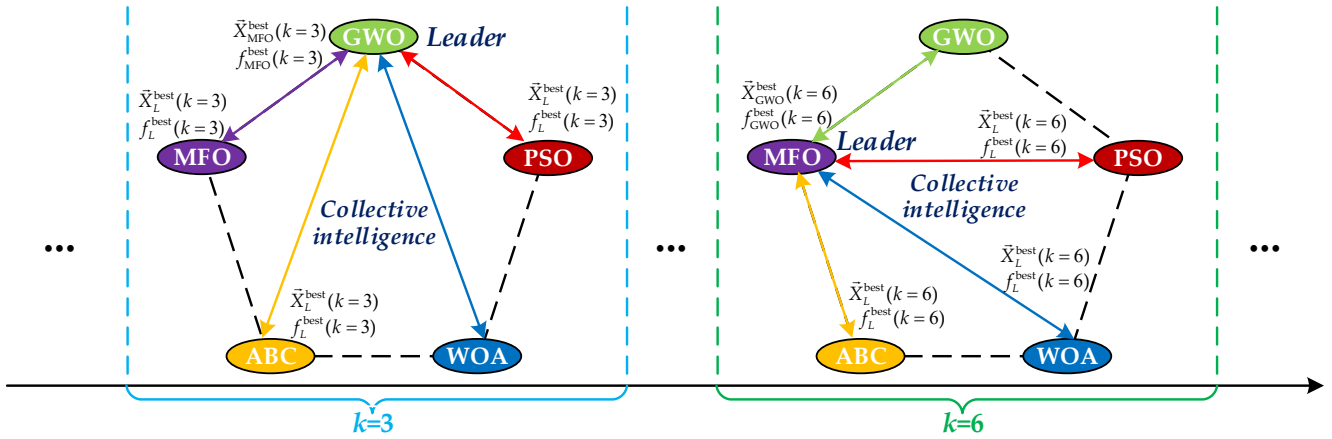 GWO
Leader
X⃗_MFO^best(k=3)
f_MFO^best(k=3)
X⃗_L^best(k=3)
f_L^best(k=3)
X⃗_L^best(k=3)
f_L^best(k=3)
MFO
PSO
Collective
intelligence
X⃗_L^best(k=3)
f_L^best(k=3)
ABC
WOA
...
k=3
...
GWO
X⃗_GWO^best(k=6)
f_GWO^best(k=6)
X⃗_L^best(k=6)
f_L^best(k=6)
MFO
Leader
PSO
Collective
intelligence
X⃗_L^best(k=6)
f_L^best(k=6)
X⃗_L^best(k=6)
f_L^best(k=6)
ABC
WOA
...
k=6